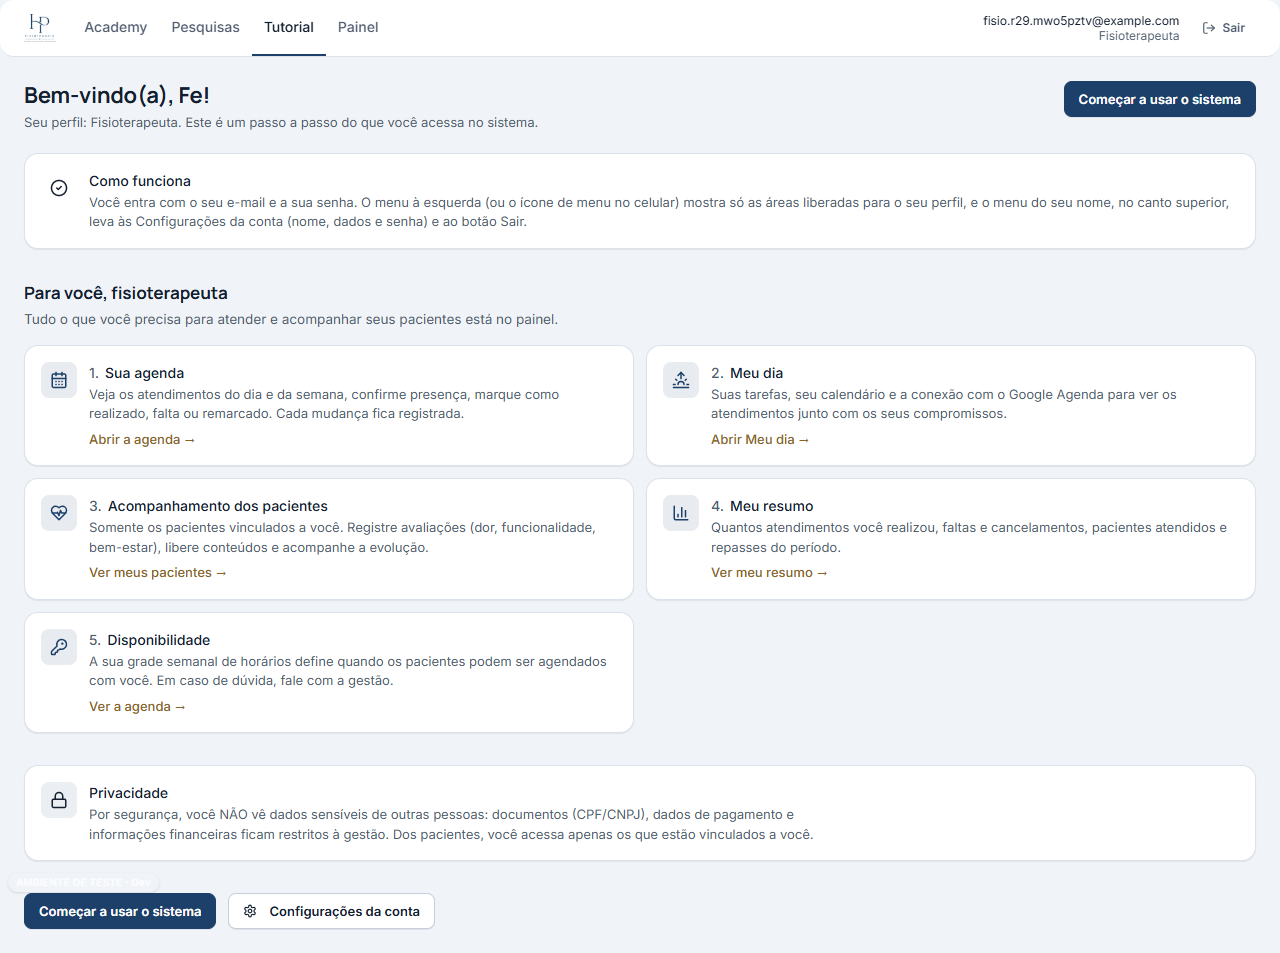 HP
Academy
Pesquisas
Tutorial
Painel
fisio.r29.mwo5pztv@example.com
Fisioterapeuta
Sair
Bem-vindo(a), Fe!
Seu perfil: Fisioterapeuta. Este é um passo a passo do que você acessa no sistema.
Começar a usar o sistema
Como funciona
Você entra com o seu e-mail e a sua senha. O menu à esquerda (ou o ícone de menu no celular) mostra só as áreas liberadas para o seu perfil, e o menu do seu nome, no canto superior,
leva às Configurações da conta (nome, dados e senha) e ao botão Sair.
Para você, fisioterapeuta
Tudo o que você precisa para atender e acompanhar seus pacientes está no painel.
1. Sua agenda
Veja os atendimentos do dia e da semana, confirme presença, marque como
realizado, falta ou remarcado. Cada mudança fica registrada.
Abrir a agenda →
2. Meu dia
Suas tarefas, seu calendário e a conexão com o Google Agenda para ver os
atendimentos junto com os seus compromissos.
Abrir Meu dia →
3. Acompanhamento dos pacientes
Somente os pacientes vinculados a você. Registre avaliações (dor, funcionalidade,
bem-estar), libere conteúdos e acompanhe a evolução.
Ver meus pacientes →
4. Meu resumo
Quantos atendimentos você realizou, faltas e cancelamentos, pacientes atendidos e
repasses do período.
Ver meu resumo →
5. Disponibilidade
A sua grade semanal de horários define quando os pacientes podem ser agendados
com você. Em caso de dúvida, fale com a gestão.
Ver a agenda →
Privacidade
Por segurança, você NÃO vê dados sensíveis de outras pessoas: documentos (CPF/CNPJ), dados de pagamento e
informações financeiras ficam restritos à gestão. Dos pacientes, você acessa apenas os que estão vinculados a você.
AMBIENTE DE TESTE · Dev
Começar a usar o sistema
Configurações da conta